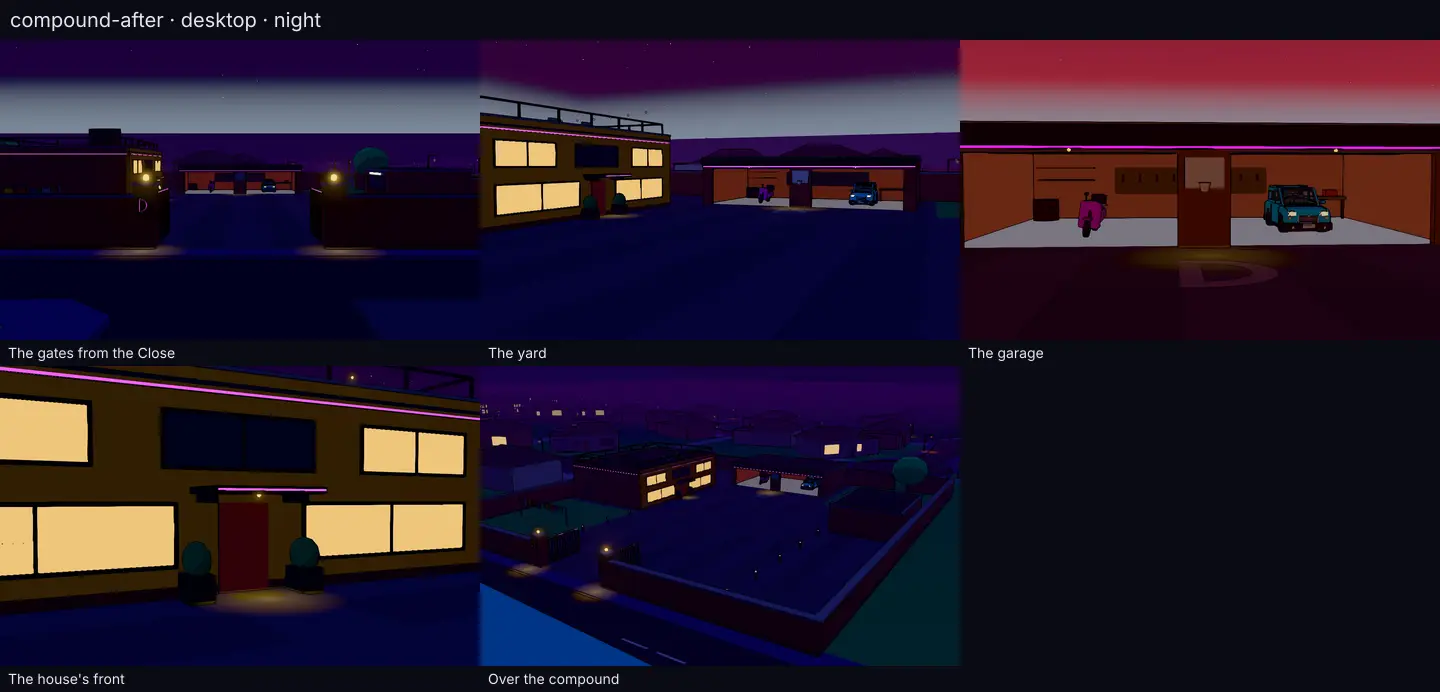 compound-after · desktop · night
D
D
The gates from the Close
The yard
The garage
The house's front
Over the compound